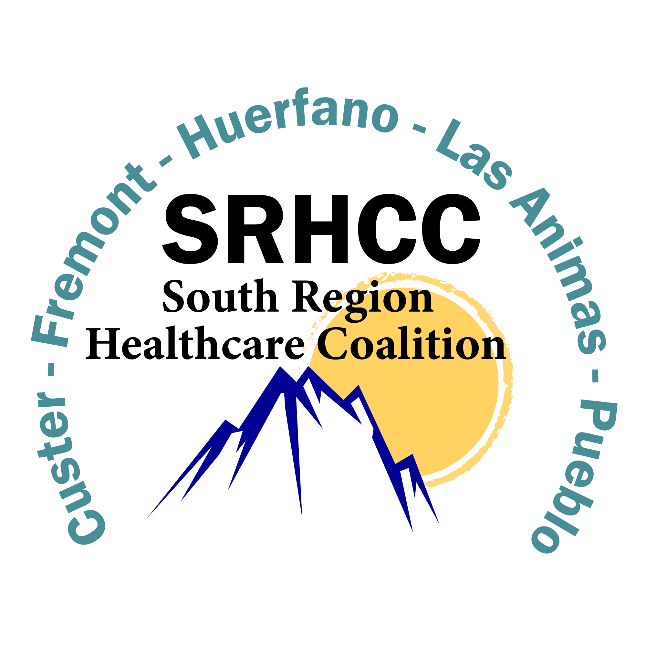 Custer - Fremont - Huerfano - Las Animas - Pueblo
SRHCC
South Region
Healthcare Coalition